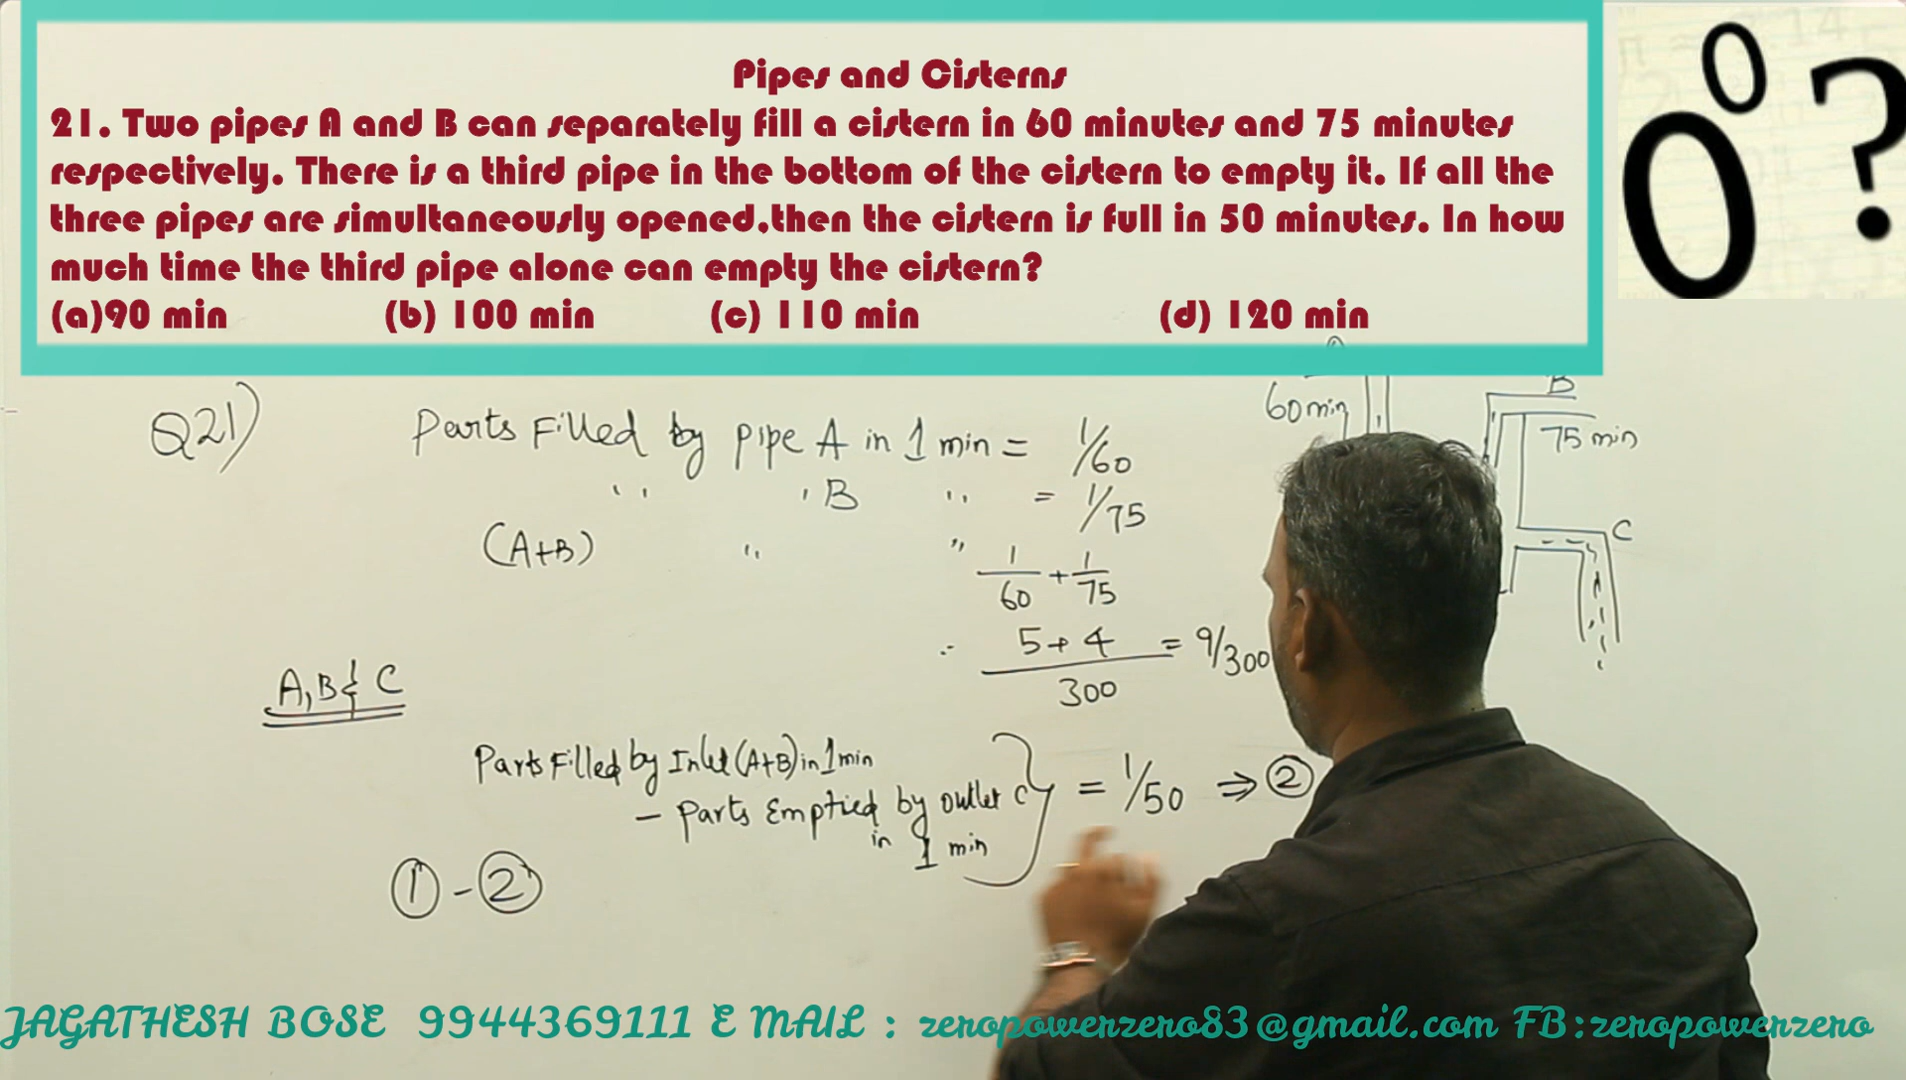 Pipes and Cisterns
21. Two pipes A and B can separately fill a cistern in 60 minutes and 75 minutes
respectively. There is a third pipe in the bottom of the cistern to empty it. If all the
three pipes are simultaneously opened,then the cistern is full in 50 minutes. In how
much time the third pipe alone can empty the cistern?
(a)90 min (b) 100 min (c) 110 min (d) 120 min
0⁰ ?
B
60min
75 min
C
Q21) Parts Filled by pipe A in 1 min = 1/60
" ' B " = 1/75
(A+B) " " 1/60 + 1/75
5+4/300 = 9/300
A,B & C
Parts Filled by Inlet (A+B) in 1min
- Parts Emptied by outlet C
in 1 min
} = 1/50 ⇒ ②
① - ②
JAGATHESH BOSE 9944369111 E MAIL : zeropowerzero83@gmail.com FB:zeropowerzero